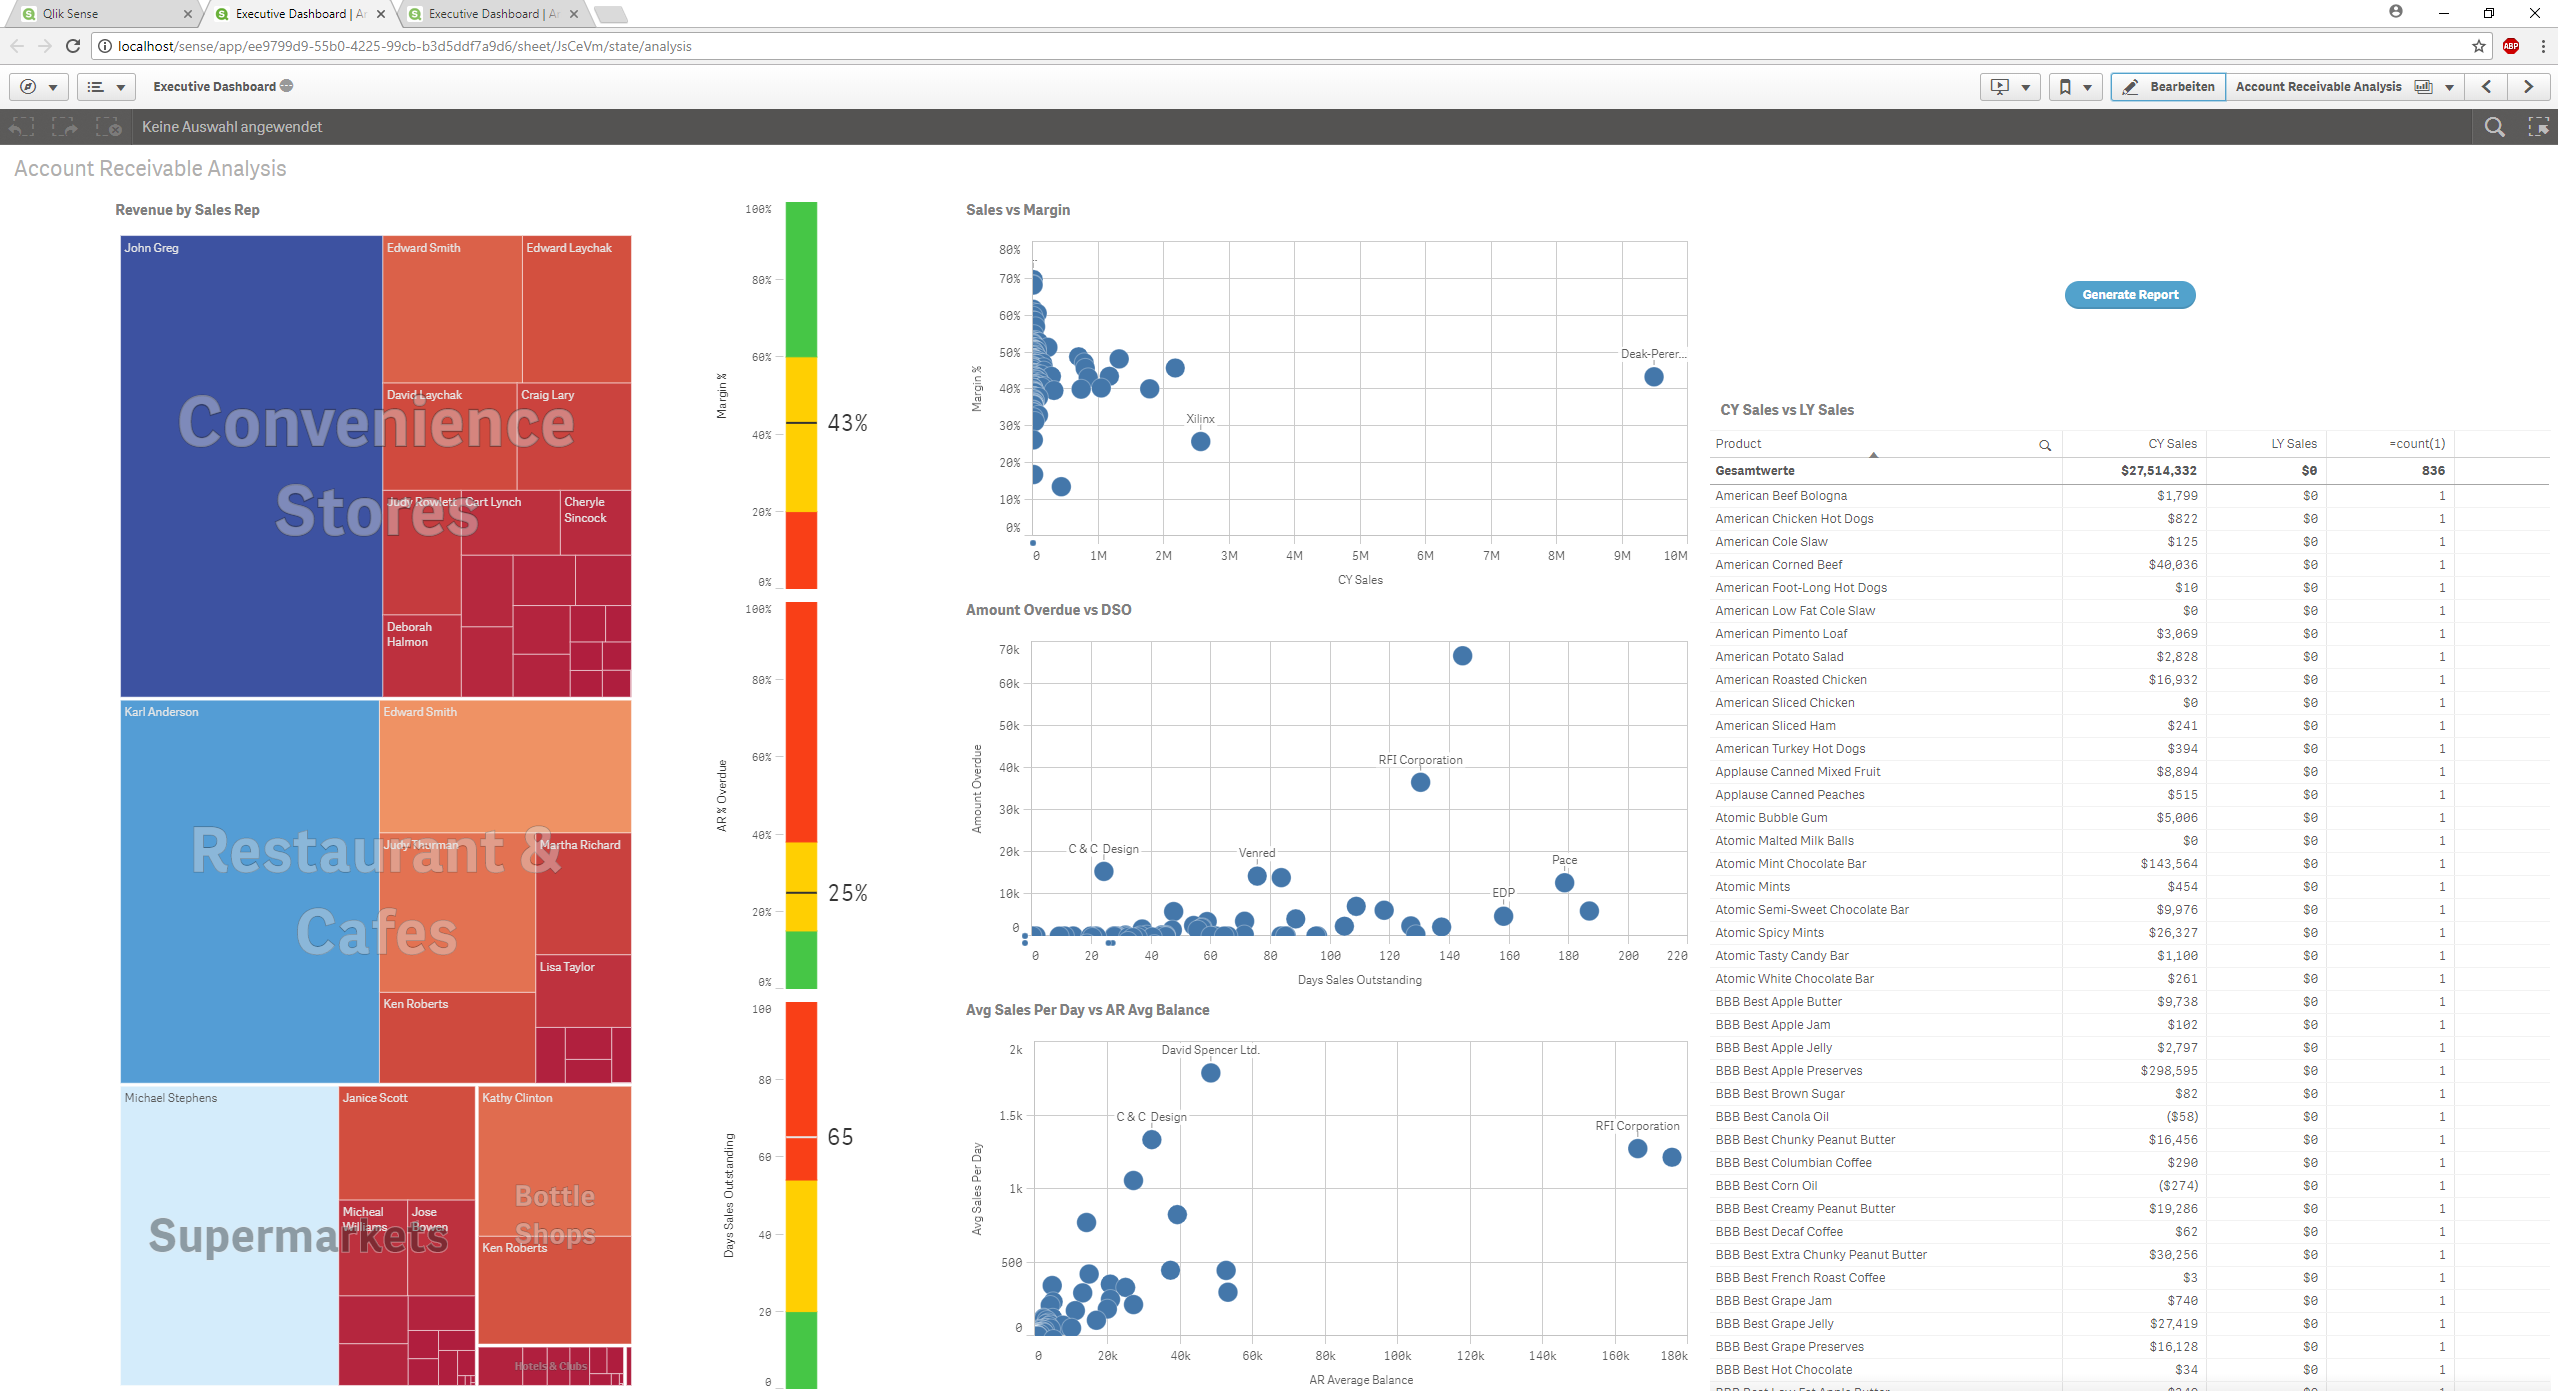 Qlik Sense
Executive Dashboard | Ar
Executive Dashboard | Ar
localhost/sense/app/ee9799d9-55b0-4225-99cb-b3d5ddf7a9d6/sheet/JsCeVm/state/analysis
ABP
Executive Dashboard
Bearbeiten
Account Receivable Analysis
Keine Auswahl angewendet
Account Receivable Analysis
Revenue by Sales Rep
John Greg
Edward Smith
Edward Laychak
David Laychak
Craig Lary
Convenience
Stores
Judy Rowlett
Cart Lynch
Cheryle
Sincock
Deborah
Halmon
Karl Anderson
Edward Smith
Restaurant &
Cafes
Judy Thurman
Martha Richard
Lisa Taylor
Ken Roberts
Michael Stephens
Janice Scott
Kathy Clinton
Supermarkets
Micheal
Williams
Jose
Bowen
Bottle
Shops
Ken Roberts
Hotels & Clubs
100%
80%
60%
40%
20%
0%
Margin %
43%
100%
80%
60%
40%
20%
0%
AR % Overdue
25%
100
80
60
40
20
0
Days Sales Outstanding
65
Sales vs Margin
80%
70%
60%
50%
40%
30%
20%
10%
0%
Margin %
Deak-Perer...
Xilinx
0 1M 2M 3M 4M 5M 6M 7M 8M 9M 10M
CY Sales
Amount Overdue vs DSO
70k
60k
50k
40k
30k
20k
10k
0
Amount Overdue
RFI Corporation
C & C Design
Venred
Pace
EDP
0 20 40 60 80 100 120 140 160 180 200 220
Days Sales Outstanding
Avg Sales Per Day vs AR Avg Balance
2k
1.5k
1k
500
0
Avg Sales Per Day
David Spencer Ltd.
C & C Design
RFI Corporation
0 20k 40k 60k 80k 100k 120k 140k 160k 180k
AR Average Balance
Generate Report
CY Sales vs LY Sales
Product CY Sales LY Sales =count(1)
Gesamtwerte $27,514,332 $0 836
American Beef Bologna $1,799 $0 1
American Chicken Hot Dogs $822 $0 1
American Cole Slaw $125 $0 1
American Corned Beef $40,036 $0 1
American Foot-Long Hot Dogs $10 $0 1
American Low Fat Cole Slaw $0 $0 1
American Pimento Loaf $3,069 $0 1
American Potato Salad $2,828 $0 1
American Roasted Chicken $16,932 $0 1
American Sliced Chicken $0 $0 1
American Sliced Ham $241 $0 1
American Turkey Hot Dogs $394 $0 1
Applause Canned Mixed Fruit $8,894 $0 1
Applause Canned Peaches $515 $0 1
Atomic Bubble Gum $5,006 $0 1
Atomic Malted Milk Balls $0 $0 1
Atomic Mint Chocolate Bar $143,564 $0 1
Atomic Mints $454 $0 1
Atomic Semi-Sweet Chocolate Bar $9,976 $0 1
Atomic Spicy Mints $26,327 $0 1
Atomic Tasty Candy Bar $1,100 $0 1
Atomic White Chocolate Bar $261 $0 1
BBB Best Apple Butter $9,738 $0 1
BBB Best Apple Jam $102 $0 1
BBB Best Apple Jelly $2,797 $0 1
BBB Best Apple Preserves $298,595 $0 1
BBB Best Brown Sugar $82 $0 1
BBB Best Canola Oil ($58) $0 1
BBB Best Chunky Peanut Butter $16,456 $0 1
BBB Best Columbian Coffee $290 $0 1
BBB Best Corn Oil ($274) $0 1
BBB Best Creamy Peanut Butter $19,286 $0 1
BBB Best Decaf Coffee $62 $0 1
BBB Best Extra Chunky Peanut Butter $30,256 $0 1
BBB Best French Roast Coffee $3 $0 1
BBB Best Grape Jam $740 $0 1
BBB Best Grape Jelly $27,419 $0 1
BBB Best Grape Preserves $16,128 $0 1
BBB Best Hot Chocolate $34 $0 1